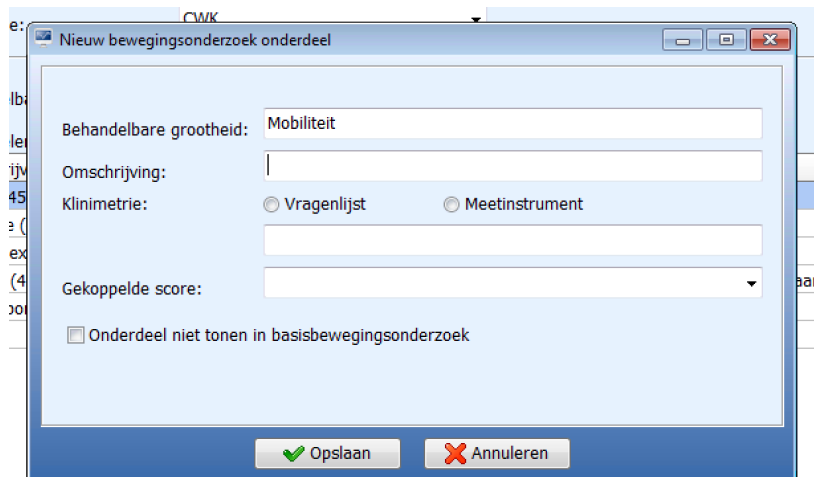 e:
CWK
Nieuw bewegingsonderzoek onderdeel
Behandelbare grootheid: Mobiliteit
Omschrijving:
Klinimetrie: Vragenlijst Meetinstrument
Gekoppelde score:
Onderdeel niet tonen in basisbewegingsonderzoek
Opslaan Annuleren